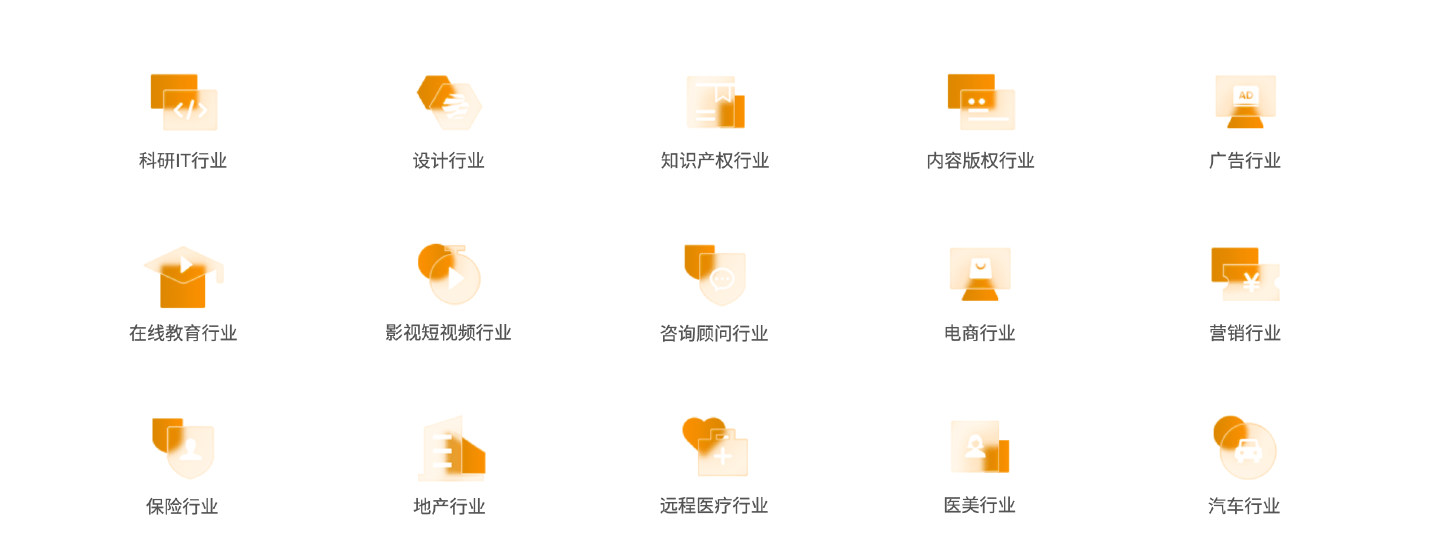 科研IT行业
设计行业
知识产权行业
内容版权行业
AD
广告行业
在线教育行业
影视短视频行业
咨询顾问行业
电商行业
¥
营销行业
保险行业
地产行业
远程医疗行业
医美行业
汽车行业